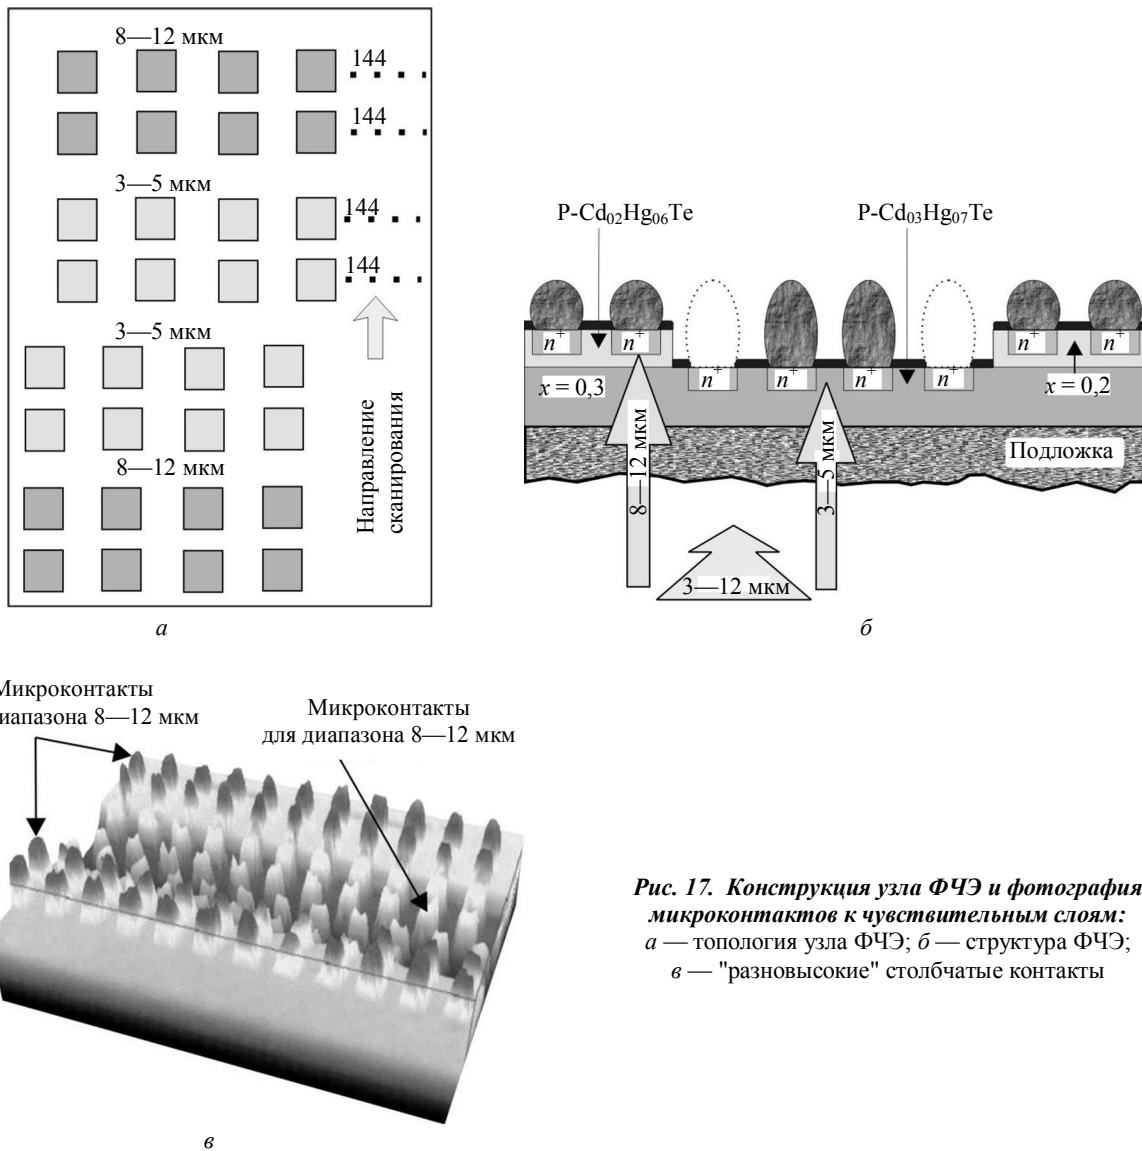 8—12 мкм
144
144
3—5 мкм
144
144
3—5 мкм
8—12 мкм
Направление
сканирования
а
P-Cd02Hg06Te
P-Cd03Hg07Te
n+
n+
n+
n+
n+
n+
n+
n+
x = 0,3
x = 0,2
8—12 мкм
3—5 мкм
Подложка
3—12 мкм
б
Микроконтакты
диапазона 8—12 мкм
Микроконтакты
для диапазона 8—12 мкм
в
Рис. 17. Конструкция узла ФЧЭ и фотография
микроконтактов к чувствительным слоям:
а — топология узла ФЧЭ; б — структура ФЧЭ;
в — "разновысокие" столбчатые контакты